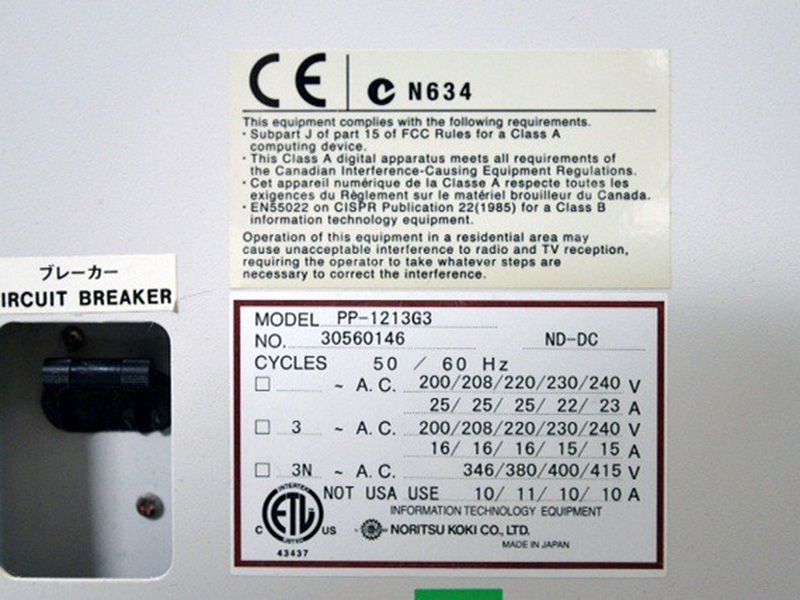 CE N634
This equipment complies with the following requirements.
· Subpart J of part 15 of FCC Rules for a Class A
computing device.
· This Class A digital apparatus meets all requirements of
the Canadian Interference-Causing Equipment Regulations.
· Cet appareil numérique de la Classe A respecte toutes les
exigences du Règlement sur le matériel brouilleur du Canada.
· EN55022 on CISPR Publication 22(1985) for a Class B
information technology equipment.
Operation of this equipment in a residential area may
cause unacceptable interference to radio and TV reception,
requiring the operator to take whatever steps are
necessary to correct the interference.
ブレーカー
IRCUIT BREAKER
MODEL PP-1213G3
NO. 30560146 ND-DC
CYCLES 50 / 60 Hz
□ ~ A.C. 200/208/220/230/240 V
25/ 25/ 25/ 22/ 23 A
□ 3 ~ A.C. 200/208/220/230/240 V
16/ 16/ 16/ 15/ 15 A
□ 3N ~ A.C. 346/380/400/415 V
NOT USA USE 10/ 11/ 10/ 10 A
INTERTEK
ETL
LISTED
C US
43437
INFORMATION TECHNOLOGY EQUIPMENT
NORITSU KOKI CO., LTD.
MADE IN JAPAN